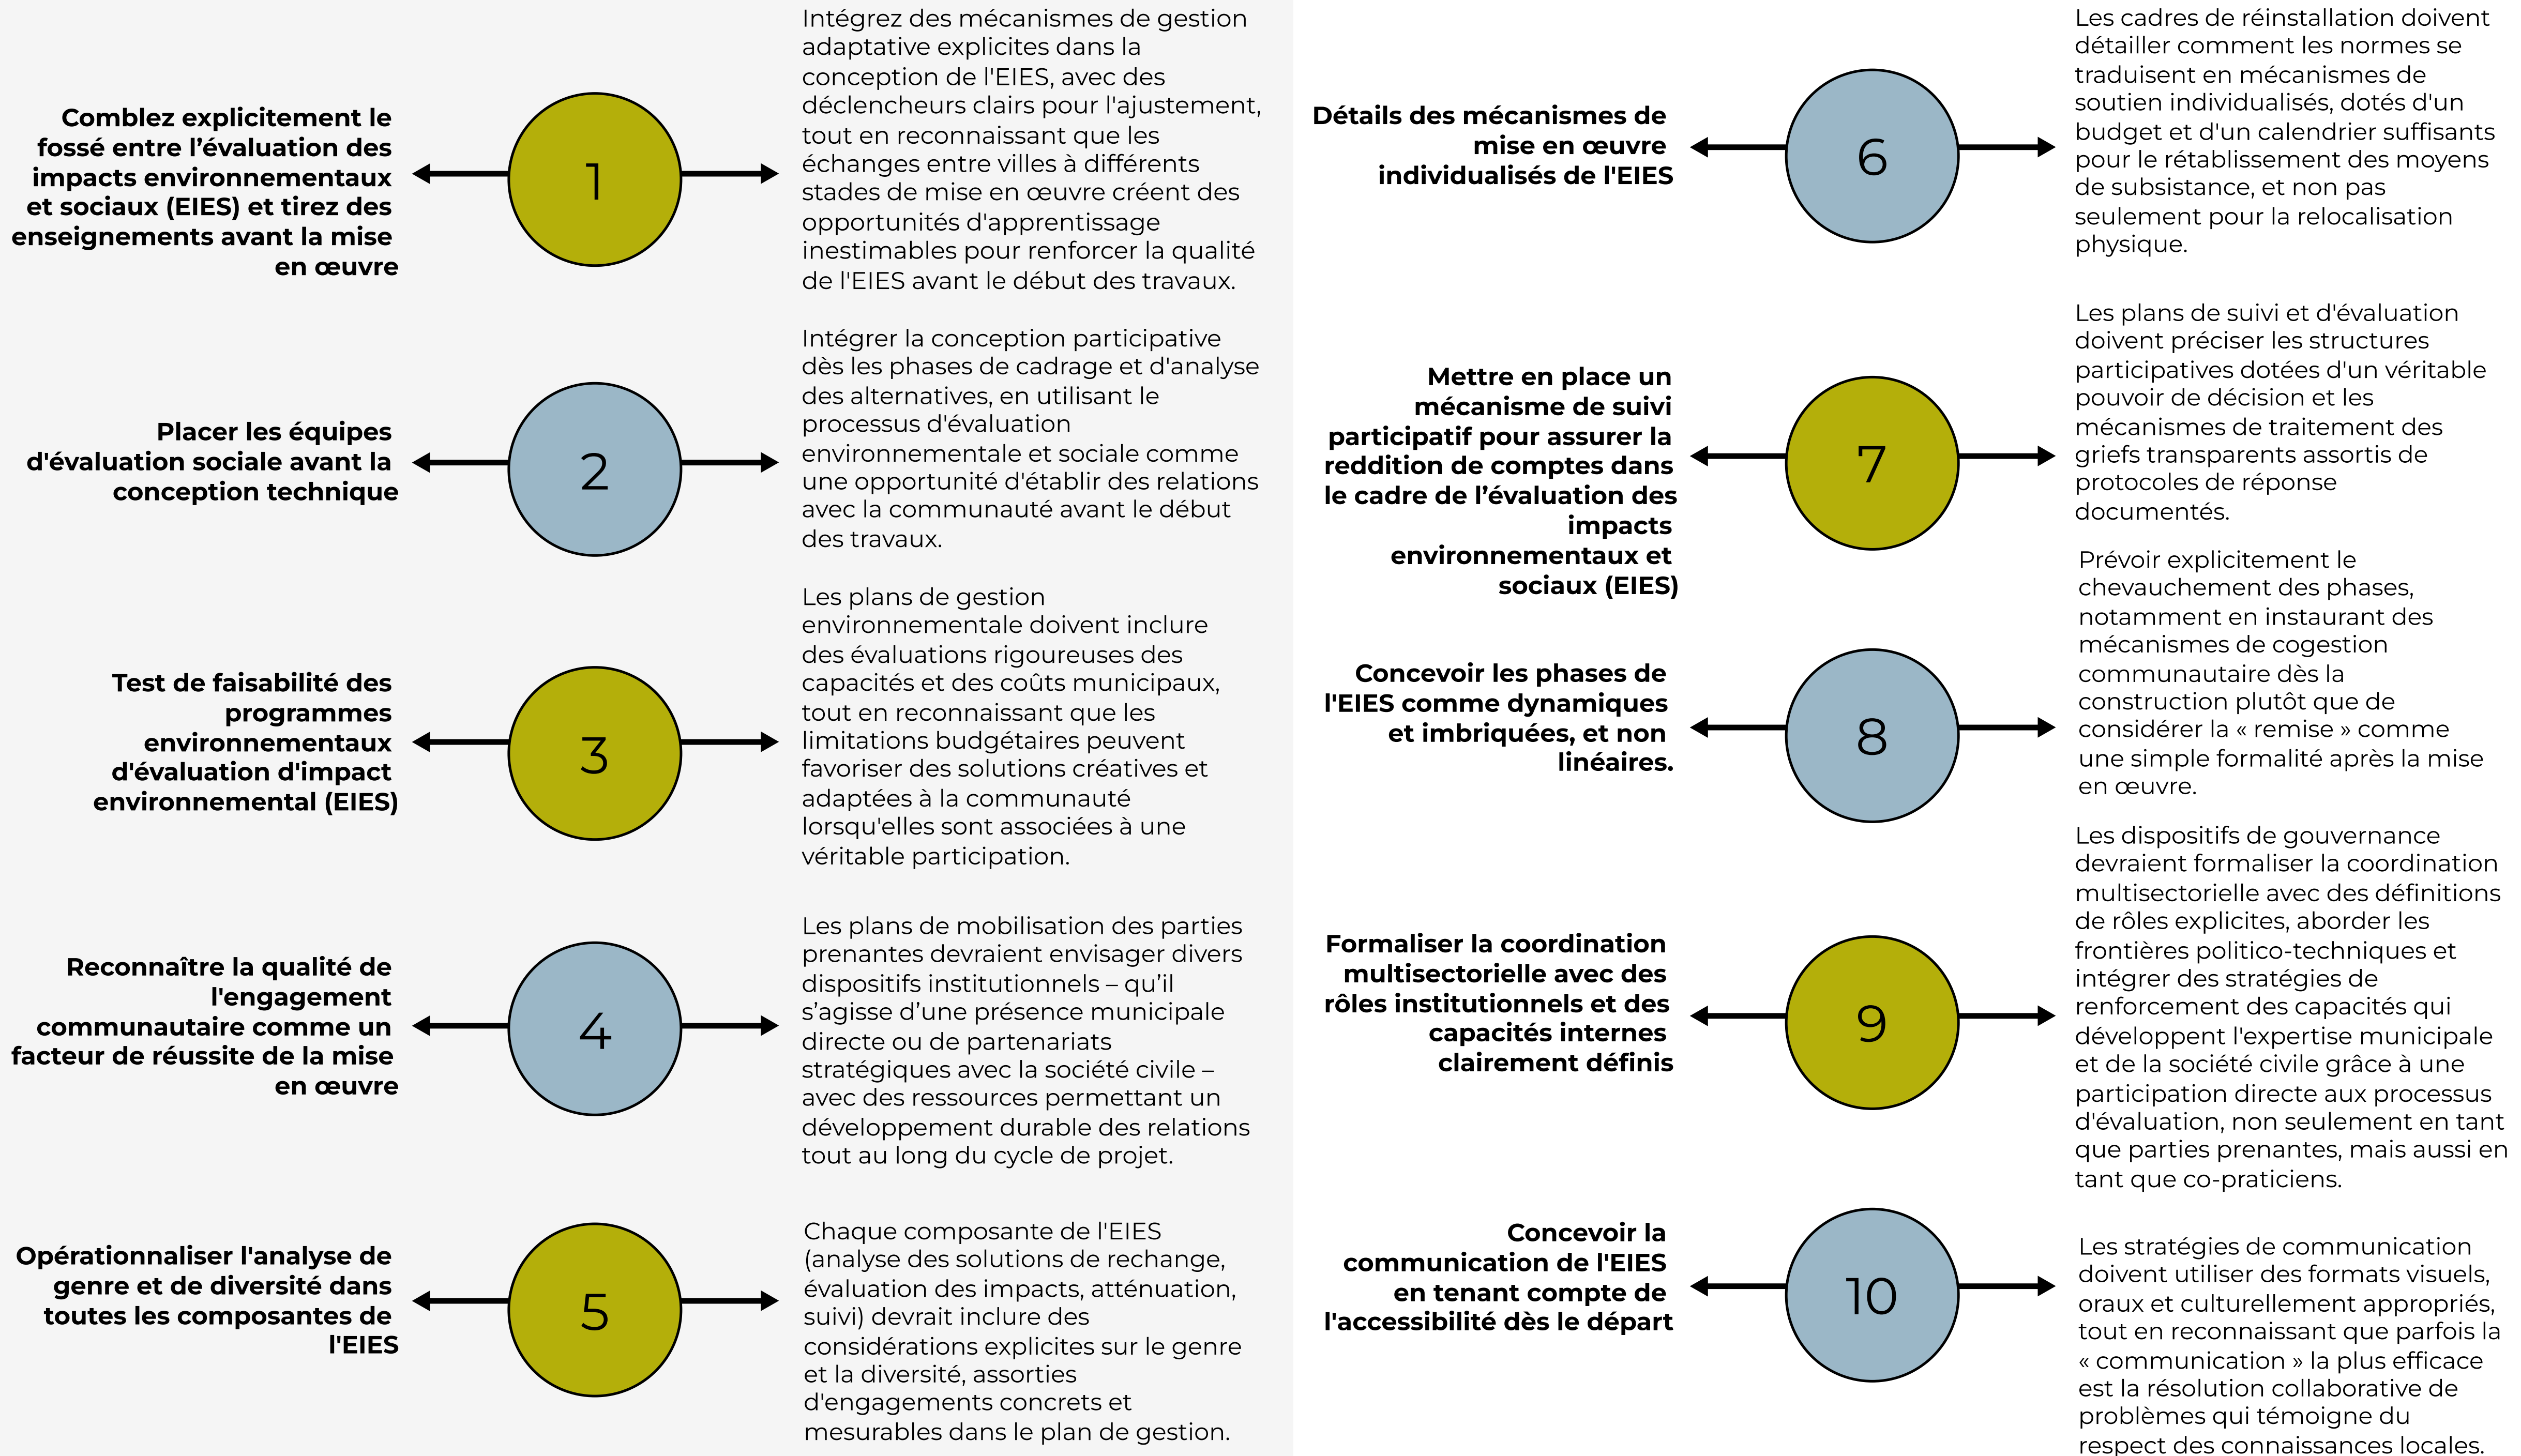 Comblez explicitement le
fossé entre l’évaluation des
impacts environnementaux
et sociaux (EIES) et tirez des
enseignements avant la mise
en œuvre
1
Intégrez des mécanismes de gestion
adaptative explicites dans la
conception de l'EIES, avec des
déclencheurs clairs pour l'ajustement,
tout en reconnaissant que les
échanges entre villes à différents
stades de mise en œuvre créent des
opportunités d'apprentissage
inestimables pour renforcer la qualité
de l'EIES avant le début des travaux.
Placer les équipes
d'évaluation sociale avant la
conception technique
2
Intégrer la conception participative
dès les phases de cadrage et d'analyse
des alternatives, en utilisant le
processus d'évaluation
environnementale et sociale comme
une opportunité d'établir des relations
avec la communauté avant le début
des travaux.
Test de faisabilité des
programmes
environnementaux
d'évaluation d'impact
environnemental (EIES)
3
Les plans de gestion
environnementale doivent inclure
des évaluations rigoureuses des
capacités et des coûts municipaux,
tout en reconnaissant que les
limitations budgétaires peuvent
favoriser des solutions créatives et
adaptées à la communauté
lorsqu'elles sont associées à une
véritable participation.
Reconnaître la qualité de
l'engagement
communautaire comme un
facteur de réussite de la mise
en œuvre
4
Les plans de mobilisation des parties
prenantes devraient envisager divers
dispositifs institutionnels – qu’il
s’agisse d’une présence municipale
directe ou de partenariats
stratégiques avec la société civile –
avec des ressources permettant un
développement durable des relations
tout au long du cycle de projet.
Opérationnaliser l'analyse de
genre et de diversité dans
toutes les composantes de
l'EIES
5
Chaque composante de l'EIES
(analyse des solutions de rechange,
évaluation des impacts, atténuation,
suivi) devrait inclure des
considérations explicites sur le genre
et la diversité, assorties
d'engagements concrets et
mesurables dans le plan de gestion.
Détails des mécanismes de
mise en œuvre
individualisés de l'EIES
6
Les cadres de réinstallation doivent
détailler comment les normes se
traduisent en mécanismes de
soutien individualisés, dotés d'un
budget et d'un calendrier suffisants
pour le rétablissement des moyens
de subsistance, et non pas
seulement pour la relocalisation
physique.
Mettre en place un
mécanisme de suivi
participatif pour assurer la
reddition de comptes dans
le cadre de l’évaluation des
impacts
environnementaux et
sociaux (EIES)
7
Les plans de suivi et d'évaluation
doivent préciser les structures
participatives dotées d'un véritable
pouvoir de décision et les
mécanismes de traitement des
griefs transparents assortis de
protocoles de réponse
documentés.
Concevoir les phases de
l'EIES comme dynamiques
et imbriquées, et non
linéaires.
8
Prévoir explicitement le
chevauchement des phases,
notamment en instaurant des
mécanismes de cogestion
communautaire dès la
construction plutôt que de
considérer la « remise » comme
une simple formalité après la mise
en œuvre.
Formaliser la coordination
multisectorielle avec des
rôles institutionnels et des
capacités internes
clairement définis
9
Les dispositifs de gouvernance
devraient formaliser la coordination
multisectorielle avec des définitions
de rôles explicites, aborder les
frontières politico-techniques et
intégrer des stratégies de
renforcement des capacités qui
développent l'expertise municipale
et de la société civile grâce à une
participation directe aux processus
d'évaluation, non seulement en tant
que parties prenantes, mais aussi en
tant que co-praticiens.
Concevoir la
communication de l'EIES
en tenant compte de
l'accessibilité dès le départ
10
Les stratégies de communication
doivent utiliser des formats visuels,
oraux et culturellement appropriés,
tout en reconnaissant que parfois la
« communication » la plus efficace
est la résolution collaborative de
problèmes qui témoigne du
respect des connaissances locales.